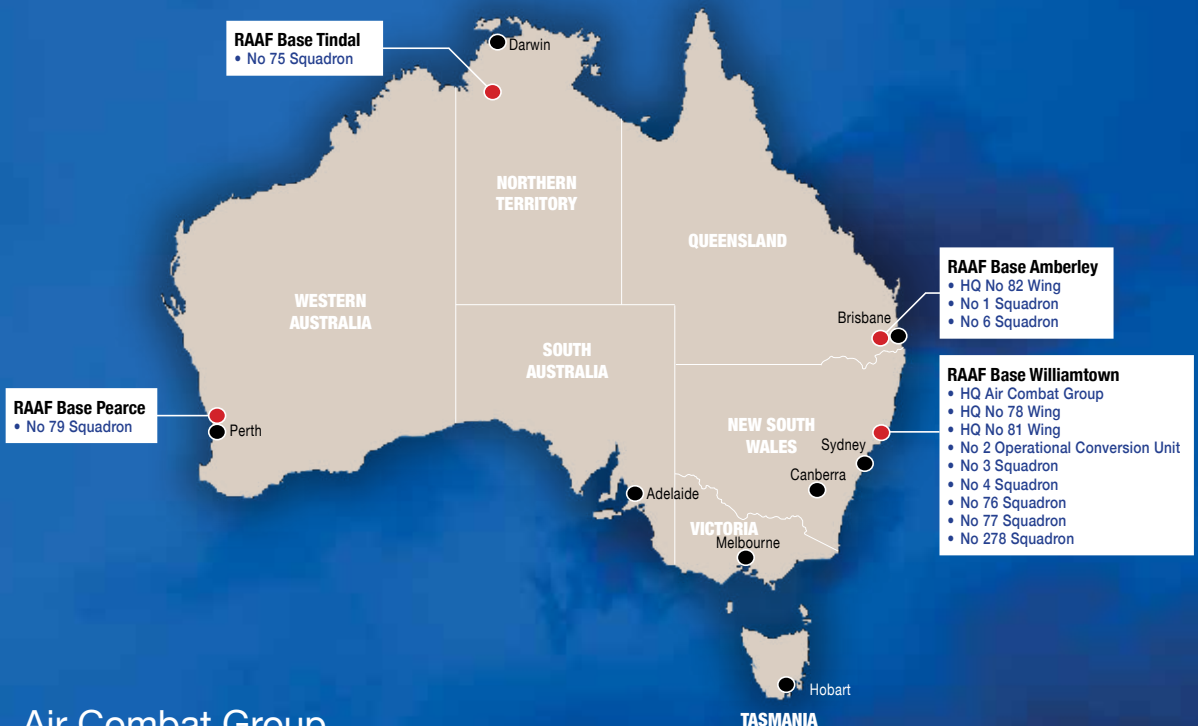 RAAF Base Tindal
• No 75 Squadron
Darwin
NORTHERN
TERRITORY
QUEENSLAND
WESTERN
AUSTRALIA
SOUTH
AUSTRALIA
RAAF Base Amberley
• HQ No 82 Wing
• No 1 Squadron
• No 6 Squadron
Brisbane
RAAF Base Williamtown
• HQ Air Combat Group
• HQ No 78 Wing
• HQ No 81 Wing
• No 2 Operational Conversion Unit
• No 3 Squadron
• No 4 Squadron
• No 76 Squadron
• No 77 Squadron
• No 278 Squadron
RAAF Base Pearce
• No 79 Squadron
Perth
NEW SOUTH
WALES
Sydney
Canberra
Adelaide
VICTORIA
Melbourne
Hobart
TASMANIA
Air Combat Group